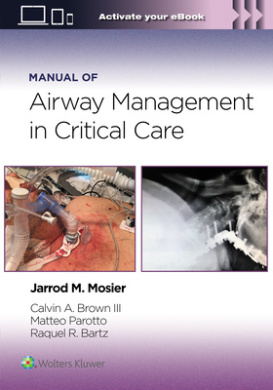 Activate your eBook
MANUAL OF
Airway Management
in Critical Care
Jarrod M. Mosier
Calvin A. Brown III
Matteo Parotto
Raquel R. Bartz
Wolters Kluwer